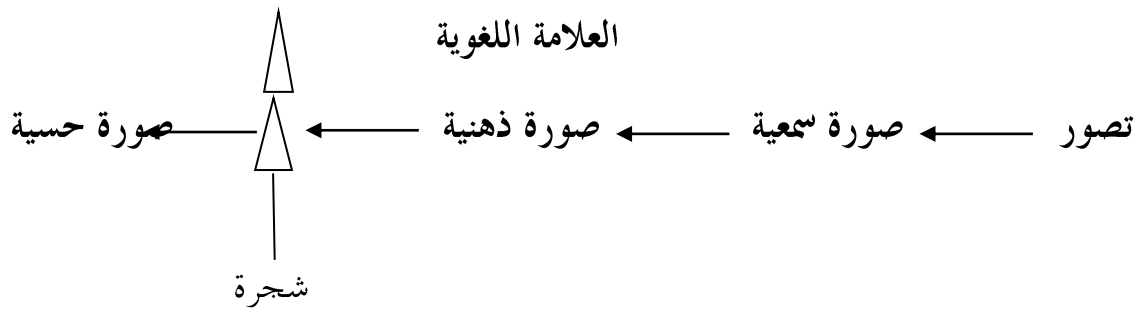 العلامة اللغوية
تصور صورة سمعية صورة ذهنية صورة حسية
شجرة